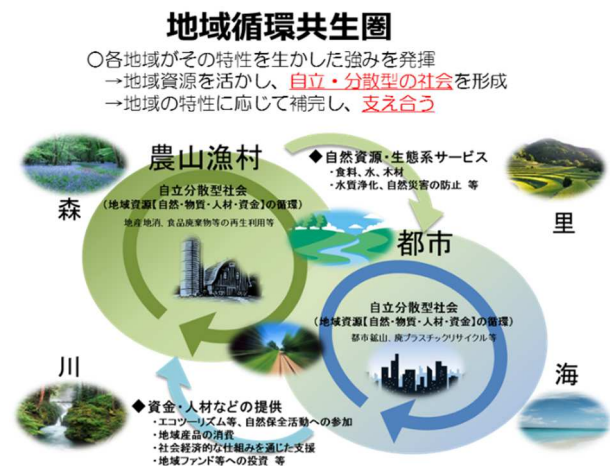 地域循環共生圏
○各地域がその特性を生かした強みを発揮
→地域資源を活かし、自立・分散型の社会を形成
→地域の特性に応じて補完し、支え合う
農山漁村
◆自然資源・生態系サービス
・食料、水、木材
・水質浄化、自然災害の防止 等
森
自立分散型社会
(地域資源【自然・物質・人材・資金】の循環)
地産地消、食品廃棄物等の再生利用等
里
都市
自立分散型社会
(地域資源【自然・物質・人材・資金】の循環)
都市鉱山、廃プラスチックリサイクル等
川
海
◆資金・人材などの提供
・エコツーリズム等、自然保全活動への参加
・地域産品の消費
・社会経済的な仕組みを通じた支援
・地域ファンド等への投資 等